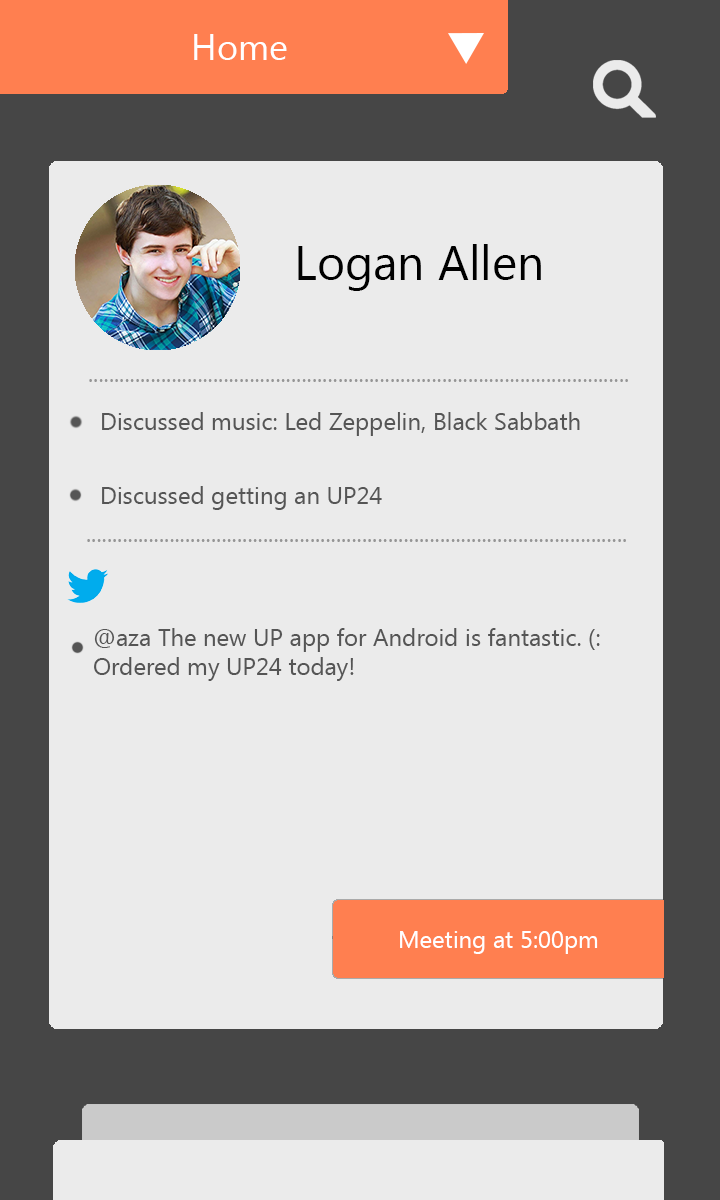 Home
Logan Allen
Discussed music: Led Zeppelin, Black Sabbath
Discussed getting an UP24
@aza The new UP app for Android is fantastic. (:
Ordered my UP24 today!
Meeting at 5:00pm